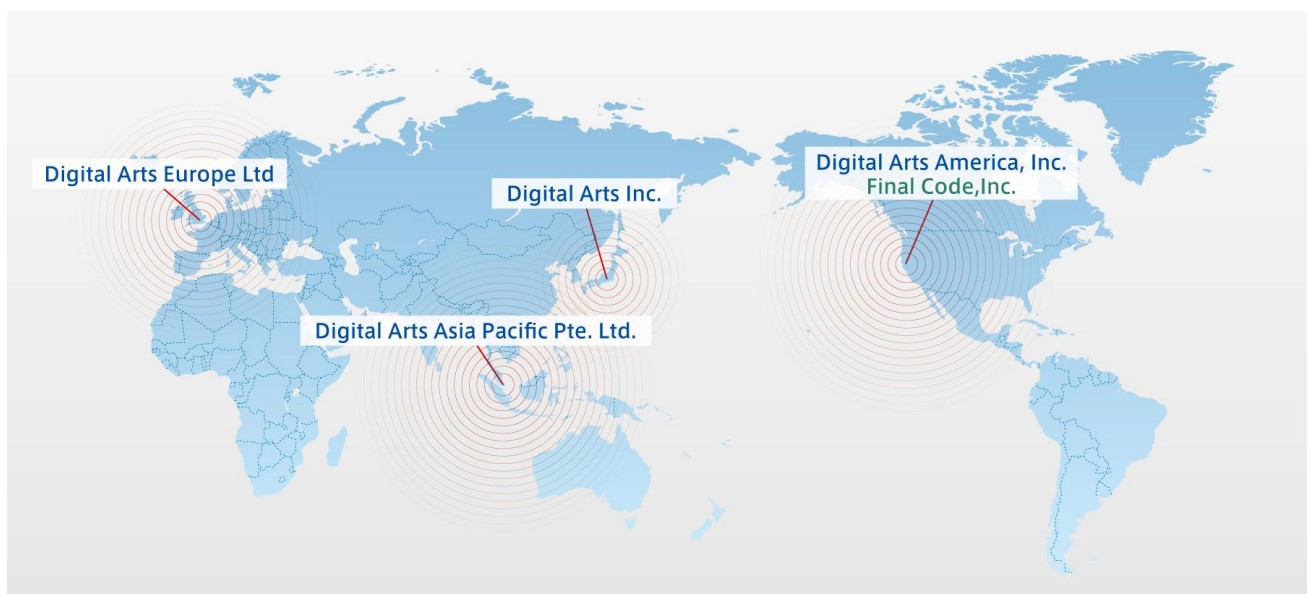 Digital Arts Europe Ltd
Digital Arts Inc.
Digital Arts America, Inc.
Final Code,Inc.
Digital Arts Asia Pacific Pte. Ltd.